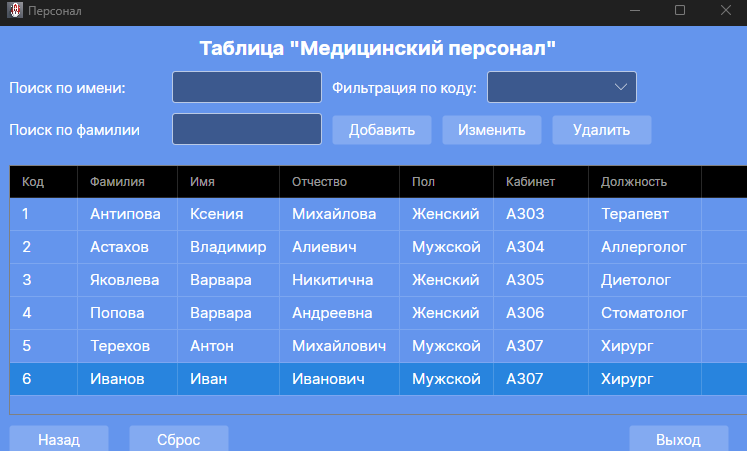 Персонал
Таблица "Медицинский персонал"
Поиск по имени: Фильтрация по коду:
Поиск по фамилии Добавить Изменить Удалить
Код Фамилия Имя Отчество Пол Кабинет Должность
1 Антипова Ксения Михайлова Женский А303 Терапевт
2 Астахов Владимир Алиевич Мужской А304 Аллерголог
3 Яковлева Варвара Никитична Женский А305 Диетолог
4 Попова Варвара Андреевна Женский А306 Стоматолог
5 Терехов Антон Михайлович Мужской А307 Хирург
6 Иванов Иван Иванович Мужской А307 Хирург
Назад Сброс Выход